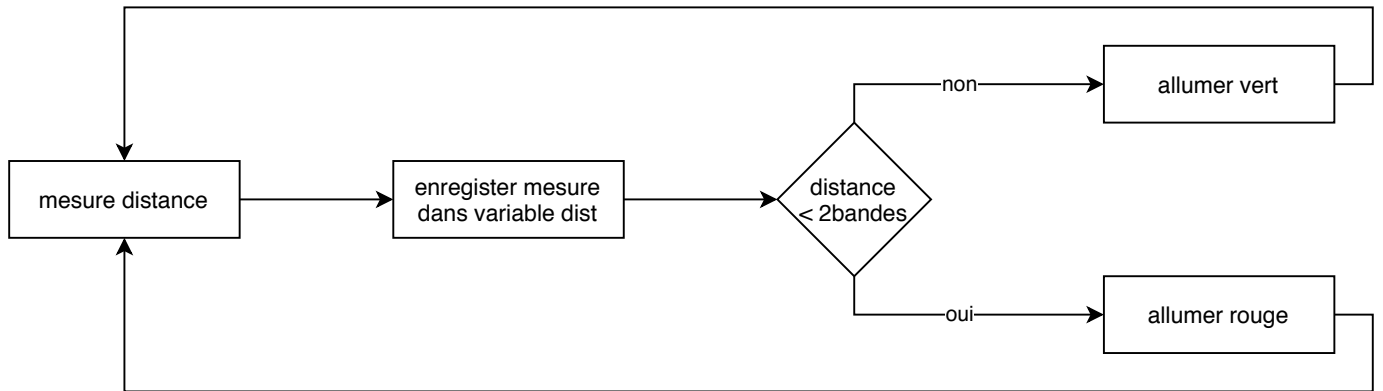 non
allumer vert
mesure distance
enregister mesure
dans variable dist
distance
< 2bandes
oui
allumer rouge